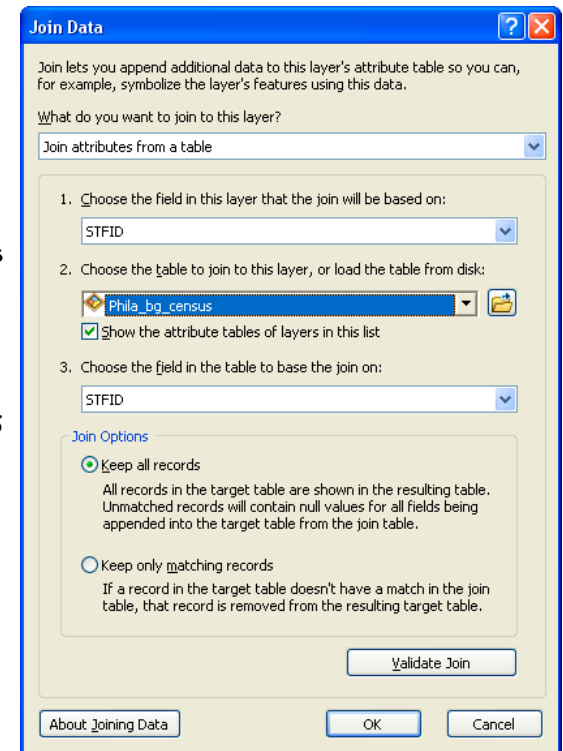 Join Data
Join lets you append additional data to this layer's attribute table so you can,
for example, symbolize the layer's features using this data.
What do you want to join to this layer?
Join attributes from a table
1. Choose the field in this layer that the join will be based on:
STFID
s
2. Choose the table to join to this layer, or load the table from disk:
Phila_bg_census
Show the attribute tables of layers in this list
3. Choose the field in the table to base the join on:
STFID
Join Options
Keep all records
All records in the target table are shown in the resulting table.
Unmatched records will contain null values for all fields being
appended into the target table from the join table.
Keep only matching records
If a record in the target table doesn't have a match in the join
table, that record is removed from the resulting target table.
Validate Join
About Joining Data
OK
Cancel